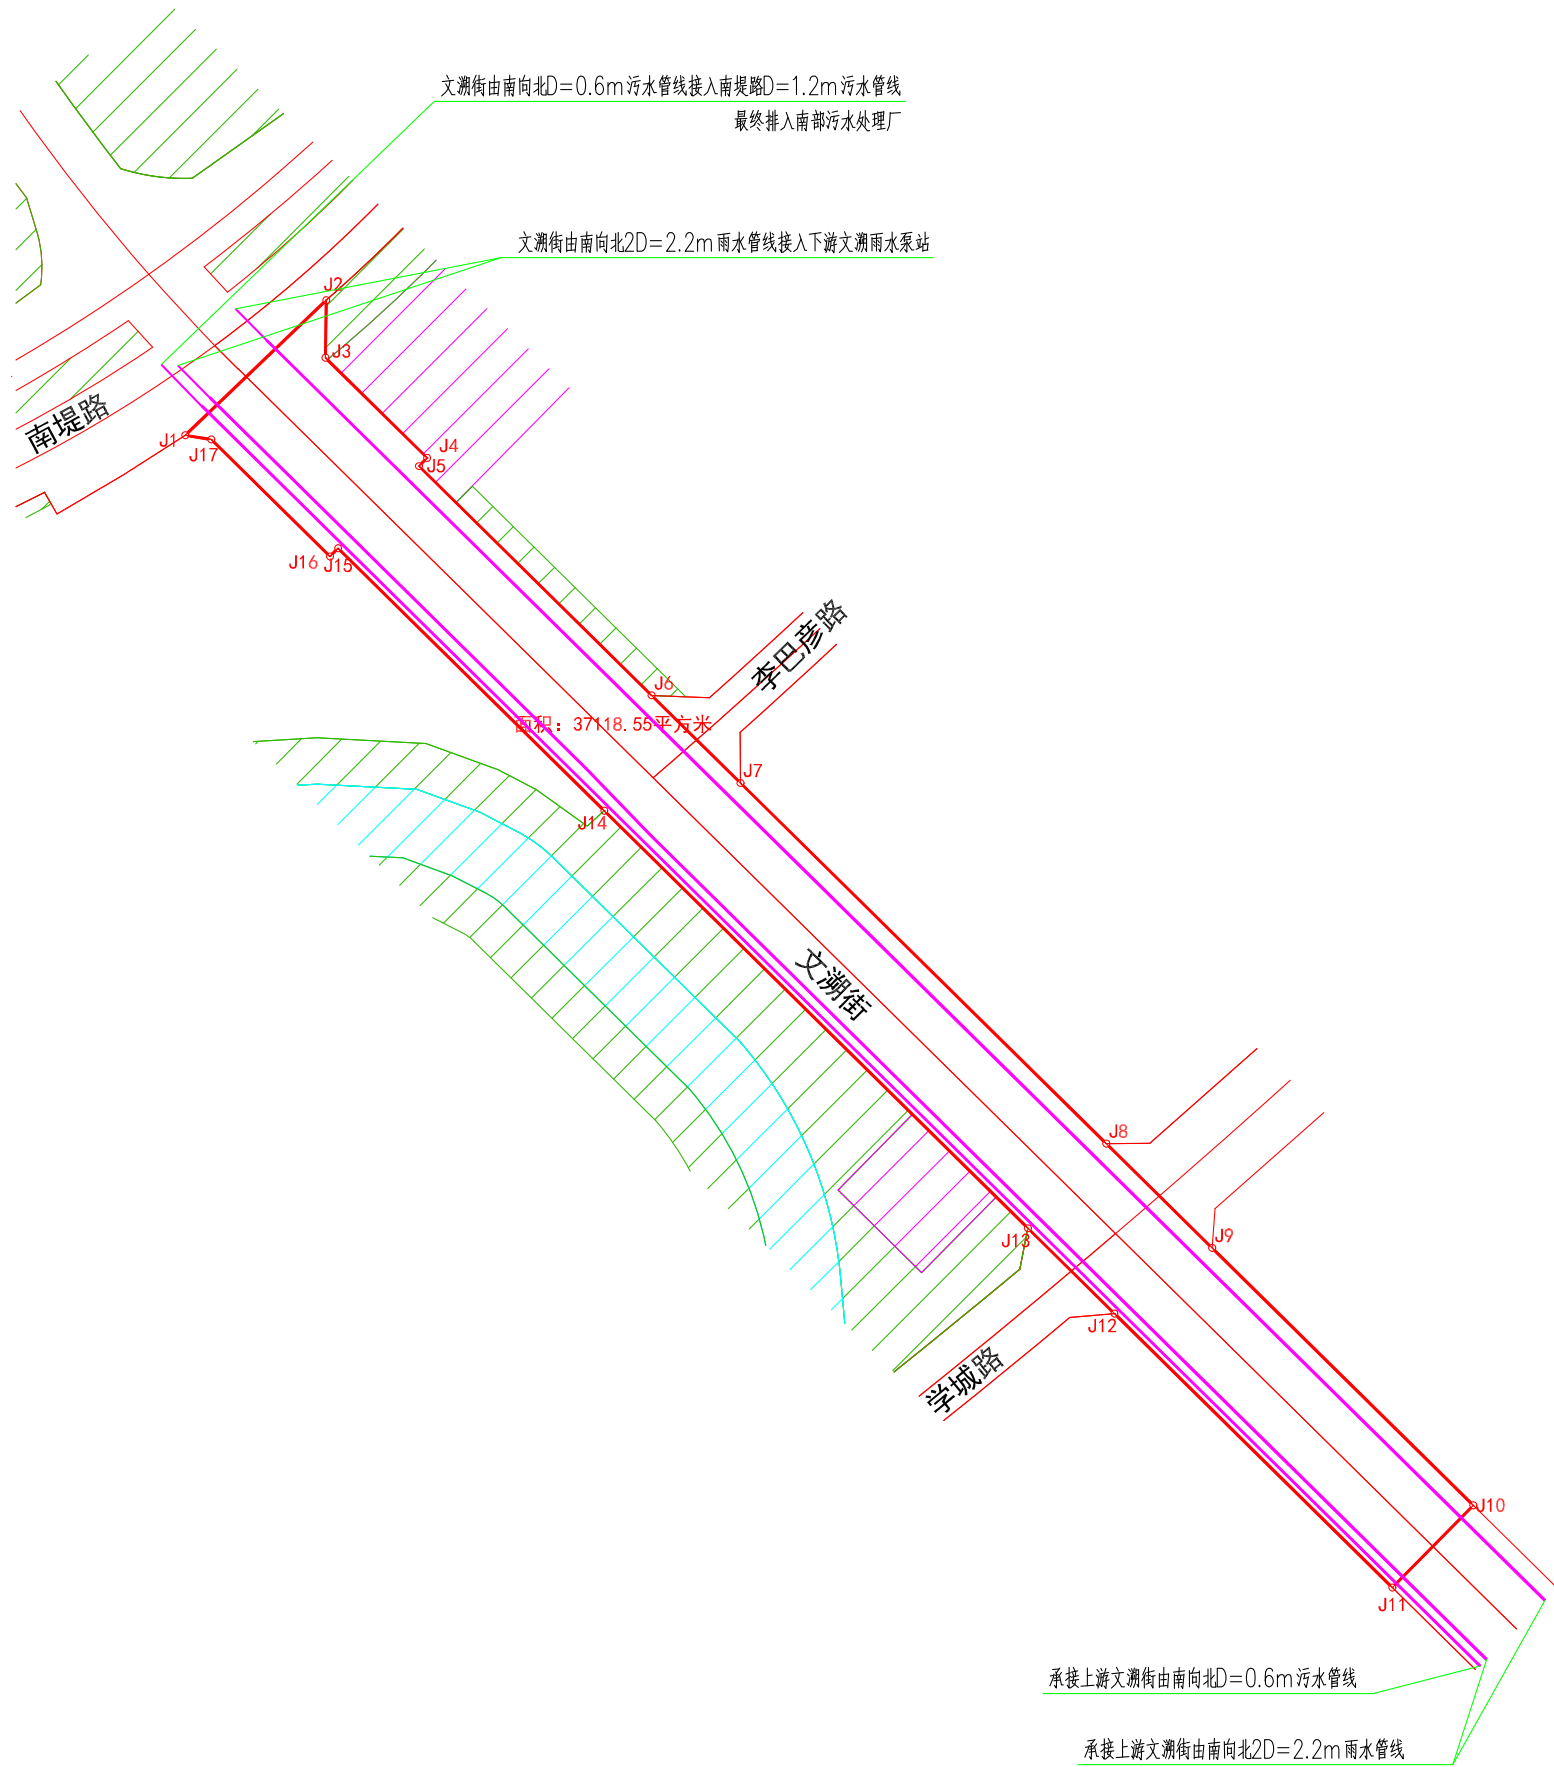 文溯街由南向北D=0.6m污水管线接入南堤路D=1.2m污水管线
最终排入南部污水处理厂
文溯街由南向北2D=2.2m雨水管线接入下游文溯雨水泵站
J2
J3
南堤路
J1
J17
J4
J5
J16
J15
李巴彦路
J6
面积：37118.55平方米
J7
J14
文溯街
J8
J13
J9
J12
学城路
J10
J11
承接上游文溯街由南向北D=0.6m污水管线
承接上游文溯街由南向北2D=2.2m雨水管线